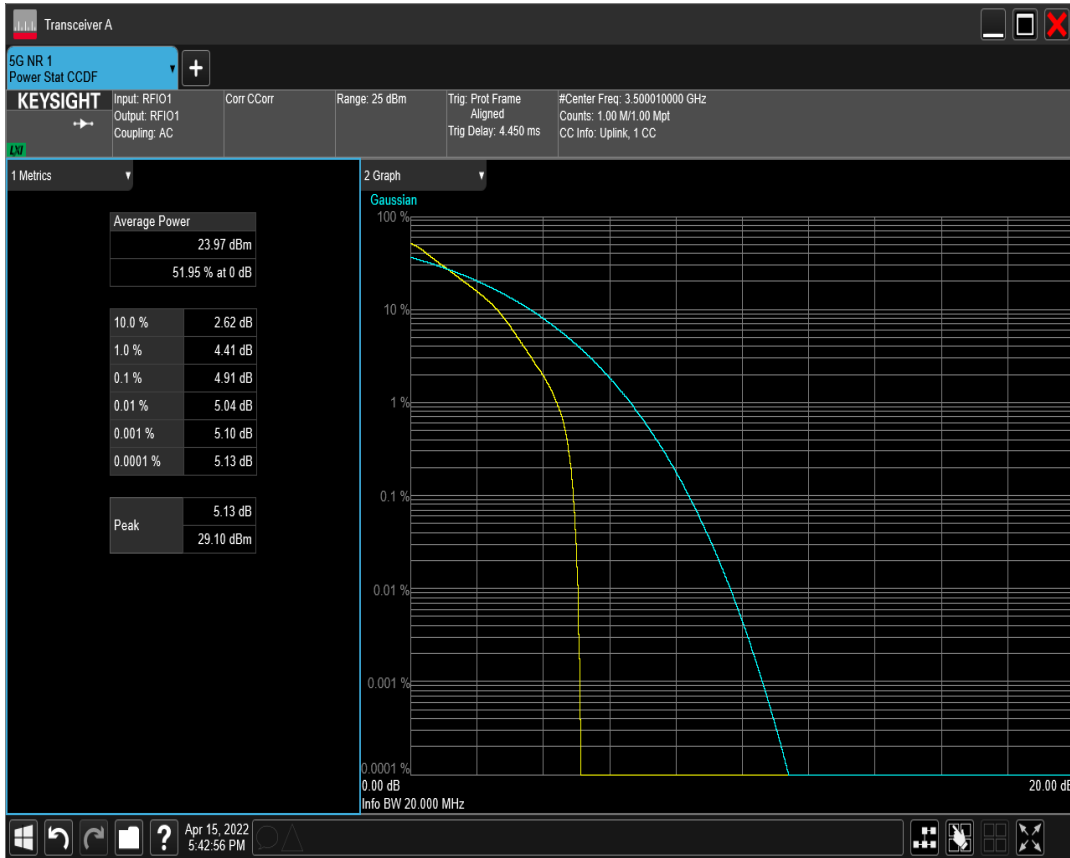 Transceiver A
5G NR 1
Power Stat CCDF
KEYSIGHT
LXI
Input: RFIO1
Output: RFIO1
Coupling: AC
Corr CCorr
Range: 25 dBm
Trig: Prot Frame
Aligned
Trig Delay: 4.450 ms
#Center Freq: 3.500010000 GHz
Counts: 1.00 M/1.00 Mpt
CC Info: Uplink, 1 CC
1 Metrics
Average Power
23.97 dBm
51.95 % at 0 dB
10.0 % 2.62 dB
1.0 % 4.41 dB
0.1 % 4.91 dB
0.01 % 5.04 dB
0.001 % 5.10 dB
0.0001 % 5.13 dB
Peak
5.13 dB
29.10 dBm
2 Graph
Gaussian
100 %
10 %
1 %
0.1 %
0.01 %
0.001 %
0.0001 %
0.00 dB 20.00 dB
Info BW 20.000 MHz
? Apr 15, 2022
5:42:56 PM